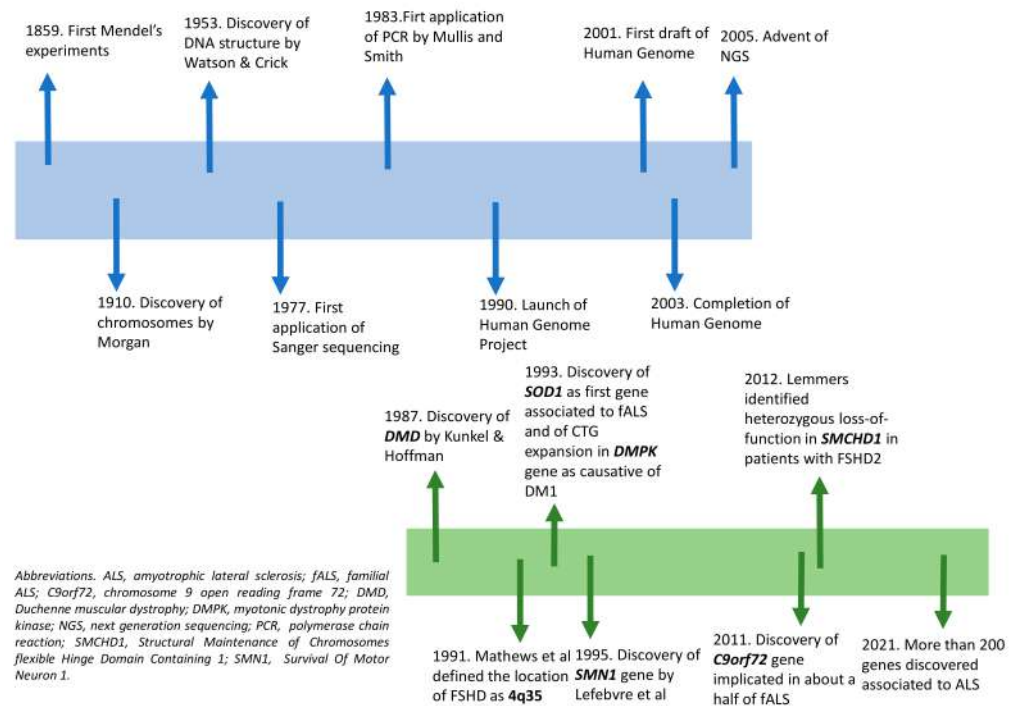 1859. First Mendel's
experiments
1953. Discovery of
DNA structure by
Watson & Crick
1983.Firt application
of PCR by Mullis and
Smith
2001. First draft of
Human Genome
2005. Advent of
NGS
1910. Discovery of
chromosomes by
Morgan
1977. First
application of
Sanger sequencing
1990. Launch of
Human Genome
Project
2003. Completion of
Human Genome
1987. Discovery of
DMD by Kunkel &
Hoffman
1993. Discovery of
SOD1 as first gene
associated to fALS
and of CTG
expansion in DMPK
gene as causative of
DM1
2012. Lemmers
identified
heterozygous loss-of-
function in SMCHD1 in
patients with FSHD2
Abbreviations. ALS, amyotrophic lateral sclerosis; fALS, familial
ALS; C9orf72, chromosome 9 open reading frame 72; DMD,
Duchenne muscular dystrophy; DMPK, myotonic dystrophy protein
kinase; NGS, next generation sequencing; PCR, polymerase chain
reaction; SMCHD1, Structural Maintenance of Chromosomes
flexible Hinge Domain Containing 1; SMN1, Survival Of Motor
Neuron 1.
1991. Mathews et al
defined the location
of FSHD as 4q35
1995. Discovery of
SMN1 gene by
Lefebvre et al
2011. Discovery of
C9orf72 gene
implicated in about a
half of fALS
2021. More than 200
genes discovered
associated to ALS